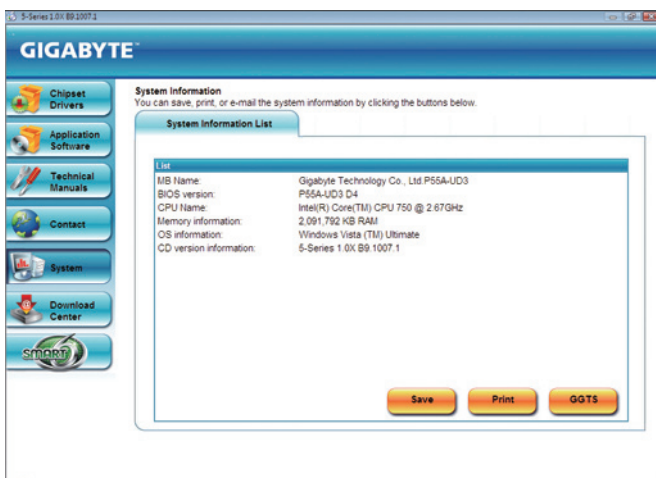 5-Series 1.0X B9.1007.1
GIGABYTE™
Chipset
Drivers
Application
Software
Technical
Manuals
Contact
System
Download
Center
SMART6
System Information
You can save, print, or e-mail the system information by clicking the buttons below.
System Information List
List
MB Name: Gigabyte Technology Co., Ltd.P55A-UD3
BIOS version: P55A-UD3 D4
CPU Name: Intel(R) Core(TM) CPU 750 @ 2.67GHz
Memory information: 2,091,792 KB RAM
OS information: Windows Vista (TM) Ultimate
CD version information: 5-Series 1.0X B9.1007.1
Save Print GGTS